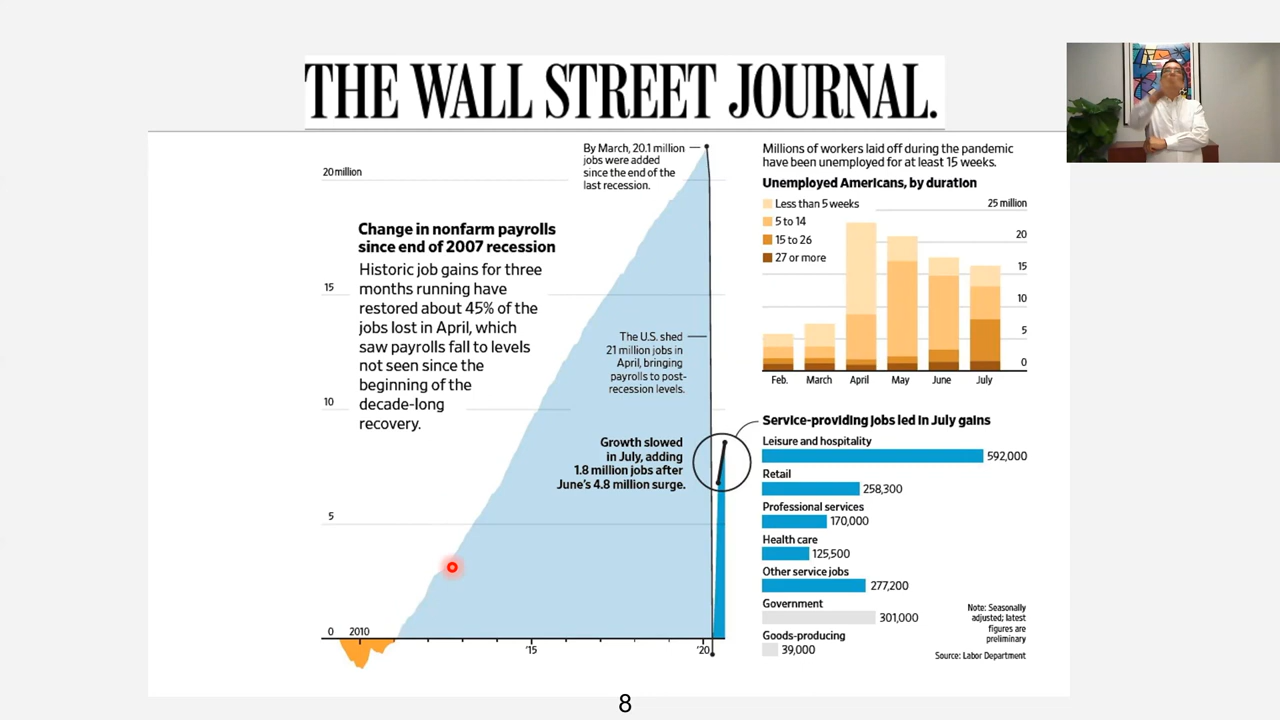 THE WALL STREET JOURNAL.
By March, 20.1 million
jobs were added
since the end of the
last recession.
20 million
15
10
5
0
2010
'15
'20
Change in nonfarm payrolls
since end of 2007 recession
Historic job gains for three
months running have
restored about 45% of the
jobs lost in April, which
saw payrolls fall to levels
not seen since the
beginning of the
decade-long
recovery.
The U.S. shed
21 million jobs in
April, bringing
payrolls to post-
recession levels.
Growth slowed
in July, adding
1.8 million jobs after
June's 4.8 million surge.
Millions of workers laid off during the pandemic
have been unemployed for at least 15 weeks.
Unemployed Americans, by duration
Less than 5 weeks
5 to 14
15 to 26
27 or more
25 million
20
15
10
5
0
Feb.
March
April
May
June
July
Service-providing jobs led in July gains
Leisure and hospitality
592,000
Retail
258,300
Professional services
170,000
Health care
125,500
Other service jobs
277,200
Government
301,000
Goods-producing
39,000
Note: Seasonally
adjusted; latest
figures are
preliminary
Source: Labor Department
8